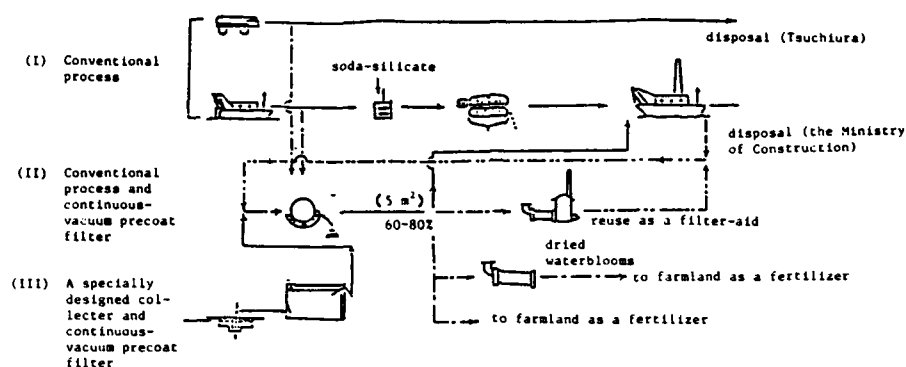 disposal (Tsuchiura)
(I) Conventional
process
soda-silicate
disposal (the Ministry
of Construction)
(II) Conventional
process and
continuous-
vacuum precoat
filter
(5 m²)
60-80%
reuse as a filter-aid
dried
waterblooms
to farmland as a fertilizer
(III) A specially
designed col-
lecter and
continuous-
vacuum precoat
filter
to farmland as a fertilizer